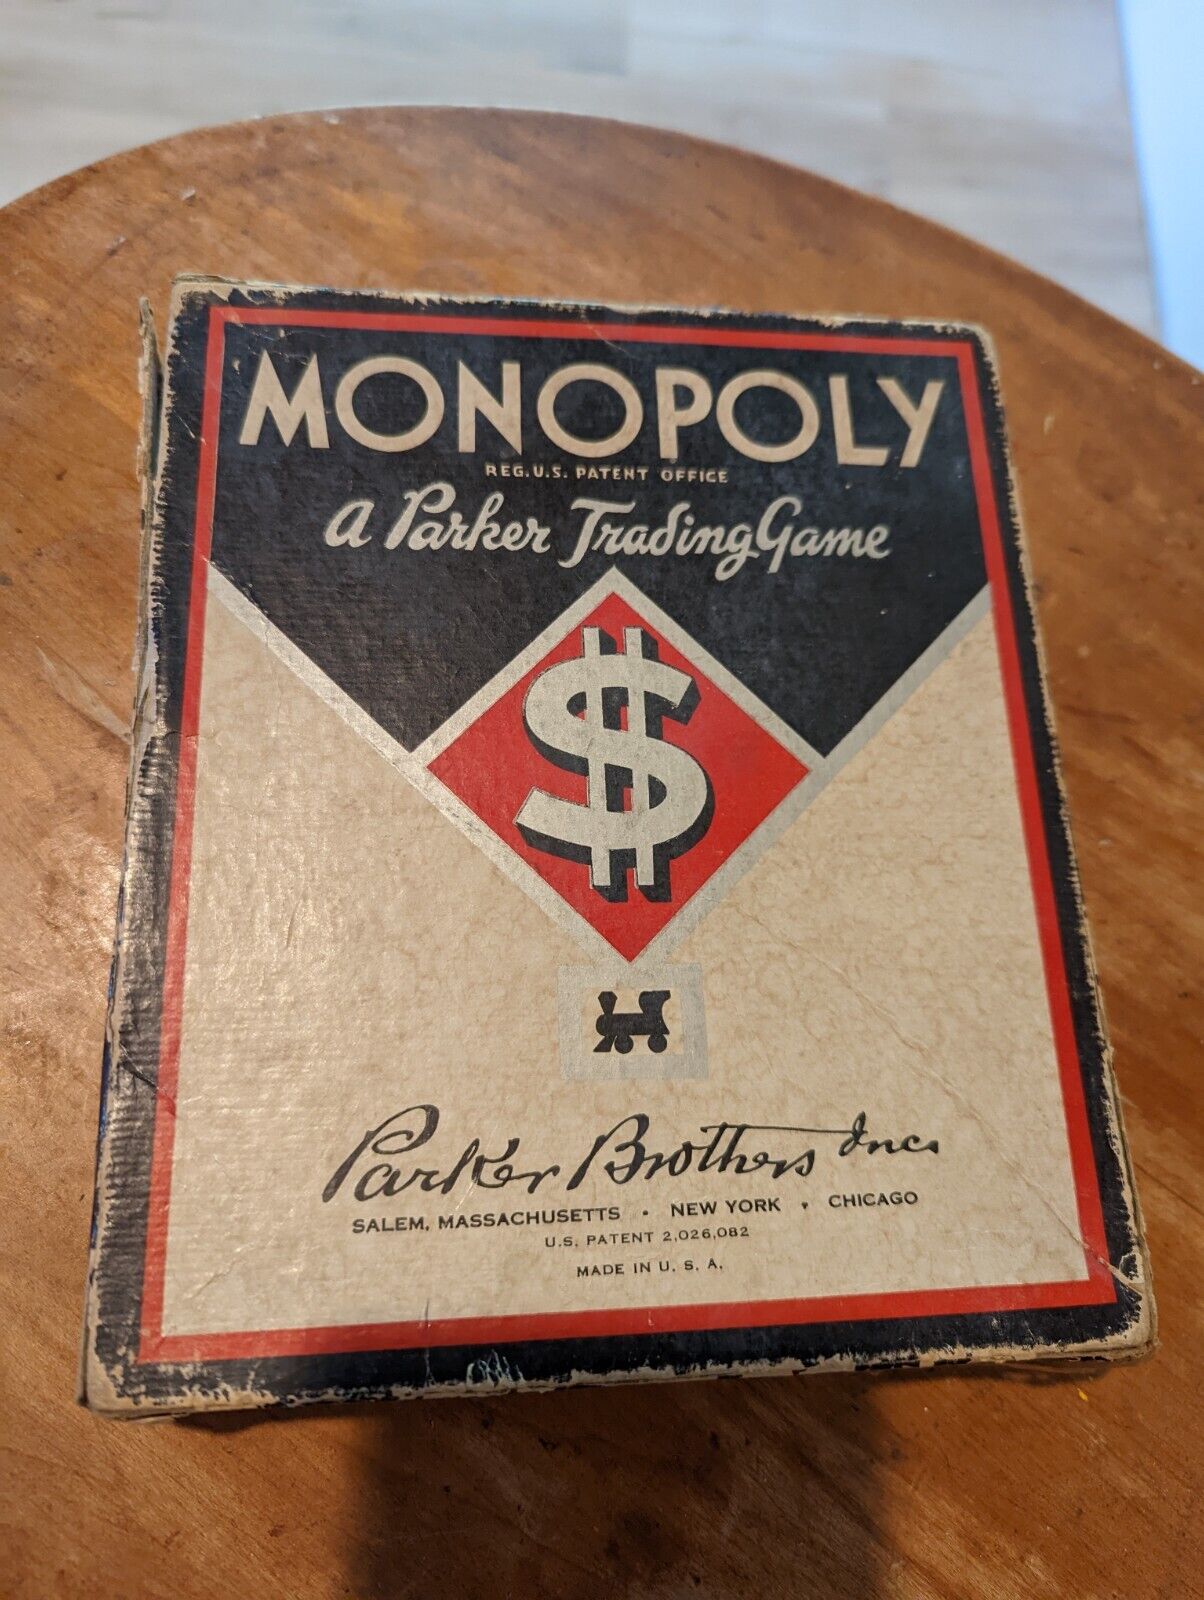 MONOPOLY
REG. U.S. PATENT OFFICE
A Parker Trading Game
$
Parker Brothers Inc.
SALEM, MASSACHUSETTS • NEW YORK • CHICAGO
U.S. PATENT 2,026,082
MADE IN U. S. A.